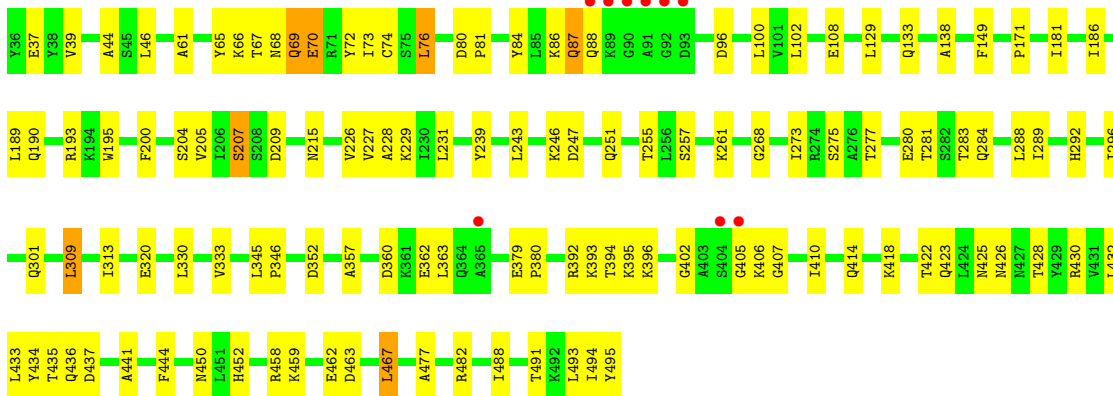 Y36 E37 Y38 V39 A44 S45 L46 A61 Y65 K66 T67 N68 Q69 E70 R71 Y72 I73 C74 S75 L76 D80 P81 Y84 L85 K86 Q87 Q88 K89 G90 A91 G92 D93 D96 L100 V101 L102 E108 L129 Q133 A138 F149 P171 I181 I186
L189 Q190 R193 K194 W195 F200 S204 V205 I206 S207 S208 D209 N215 V226 V227 A228 K229 I230 L231 Y239 L243 K246 D247 Q251 T255 L256 S257 K261 G268 I273 R274 S275 A276 T277 E280 T281 S282 T283 Q284 L288 I289 H292
Q301 L309 I313 E320 L330 V333 L345 P346 D352 A357 D360 K361 E362 L363 Q364 A365 E379 P380 R392 K393 T394 K395 K396 G402 A403 S404 G405 K406 G407 I410 Q414 K418 T422 Q423 L424 N425 N426 N427 T428 Y429 R430 V431 L432
L433 Y434 T435 Q436 D437 A441 F444 N450 L451 H452 R458 K459 E462 D463 L467 A477 R482 I488 T491 K492 L493 I494 Y495